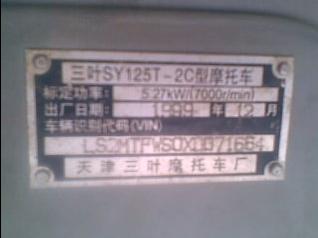 三叶SY125T-2C型摩托车
标定功率: 5.27kW/(7000r/min)
出厂日期: 1999 年 12 月
车辆识别代码(VIN)
天津三叶摩托车厂